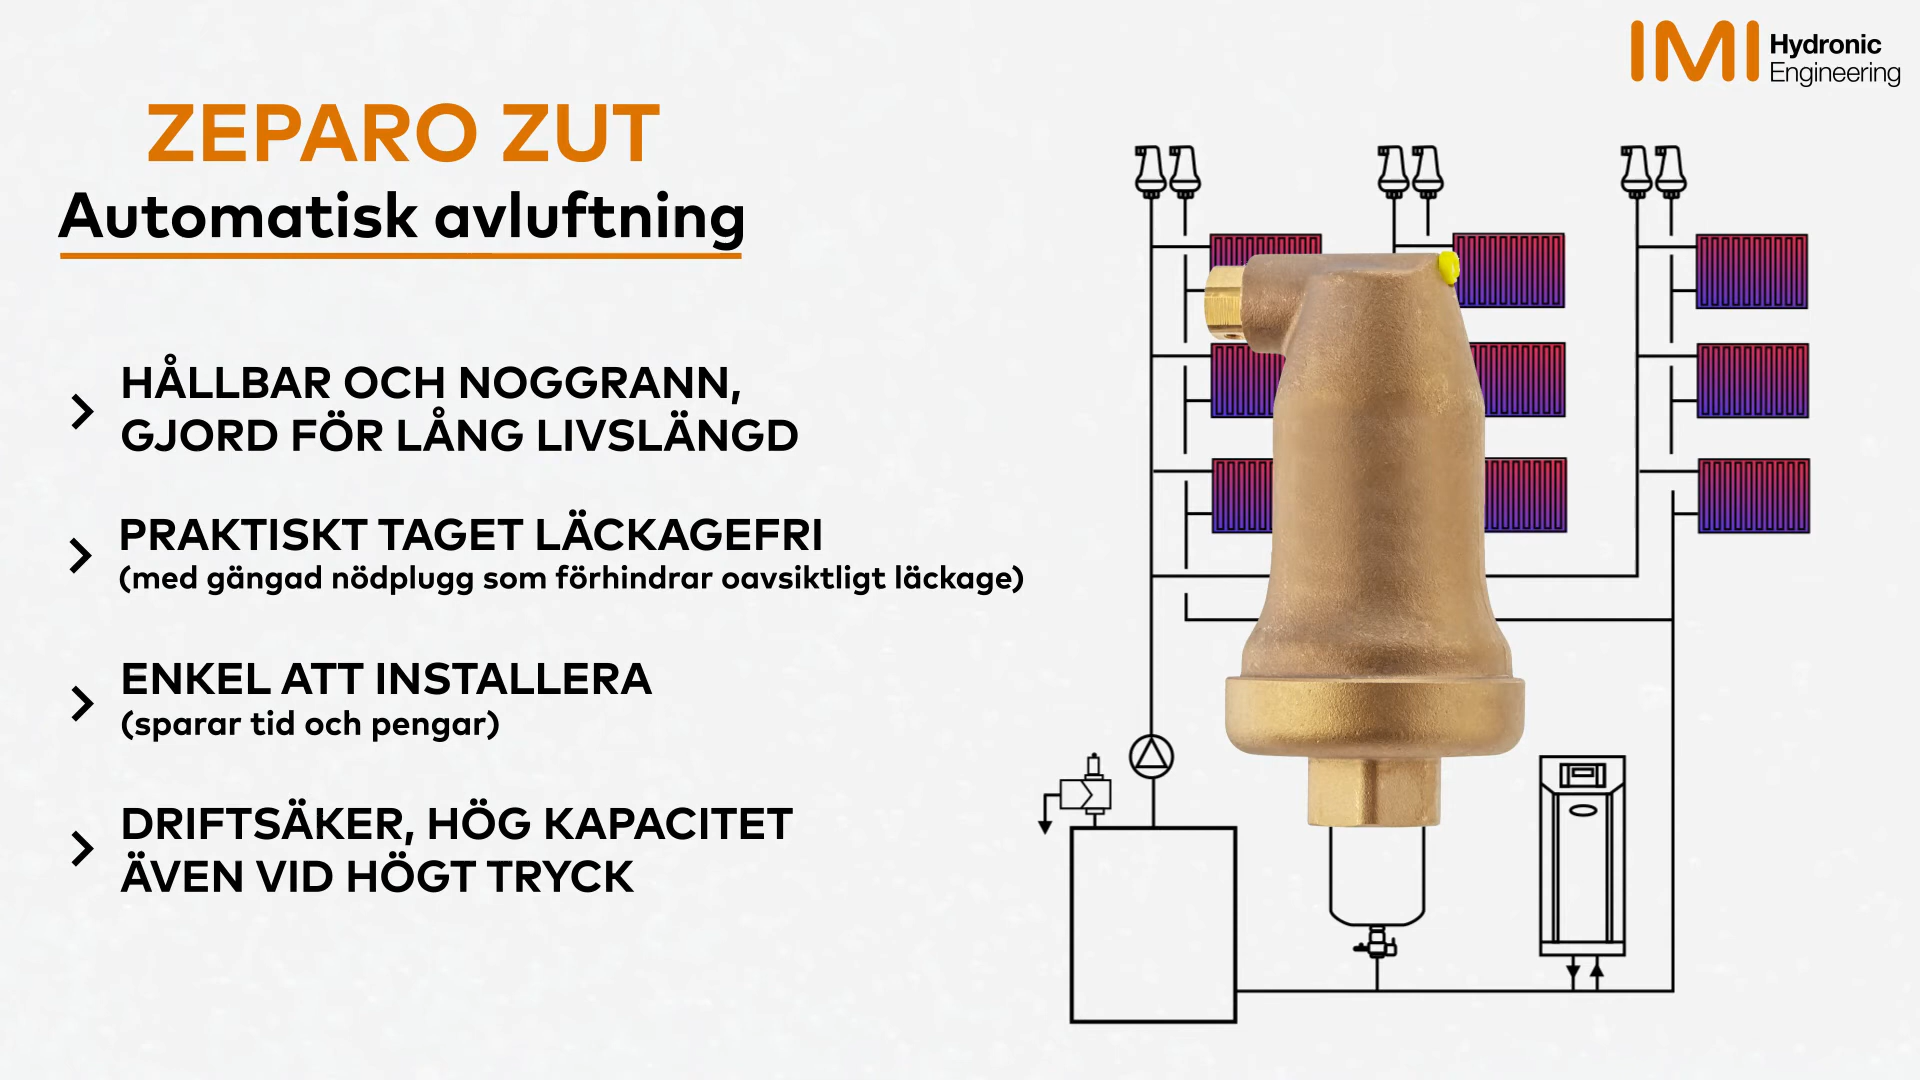 IMI Hydronic
Engineering
ZEPARO ZUT
Automatisk avluftning
HÅLLBAR OCH NOGGRANN,
GJORD FÖR LÅNG LIVSLÄNGD
PRAKTISKT TAGET LÄCKAGEFRI
(med gängad nödplugg som förhindrar oavsiktligt läckage)
ENKEL ATT INSTALLERA
(sparar tid och pengar)
DRIFTSÄKER, HÖG KAPACITET
ÄVEN VID HÖGT TRYCK